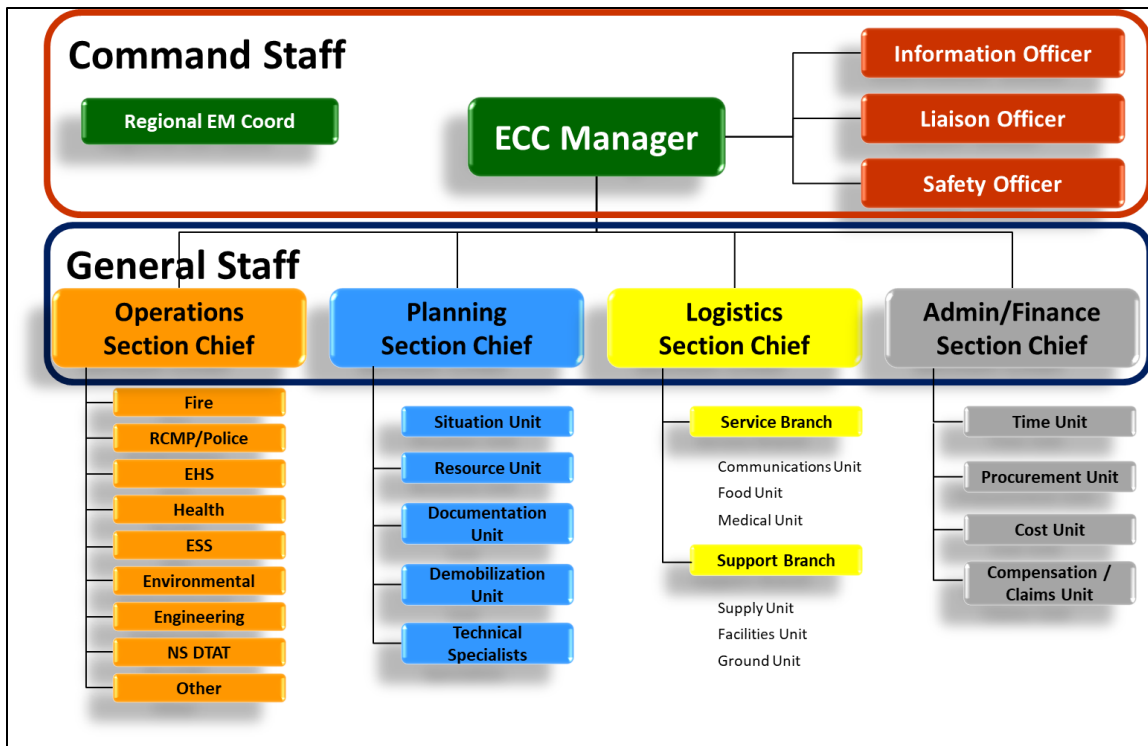 Command Staff
Regional EM Coord
ECC Manager
Information Officer
Liaison Officer
Safety Officer
General Staff
Operations
Section Chief
Fire
RCMP/Police
EHS
Health
ESS
Environmental
Engineering
NS DTAT
Other
Planning
Section Chief
Situation Unit
Resource Unit
Documentation
Unit
Demobilization
Unit
Technical
Specialists
Logistics
Section Chief
Service Branch
Communications Unit
Food Unit
Medical Unit
Support Branch
Supply Unit
Facilities Unit
Ground Unit
Admin/Finance
Section Chief
Time Unit
Procurement Unit
Cost Unit
Compensation /
Claims Unit